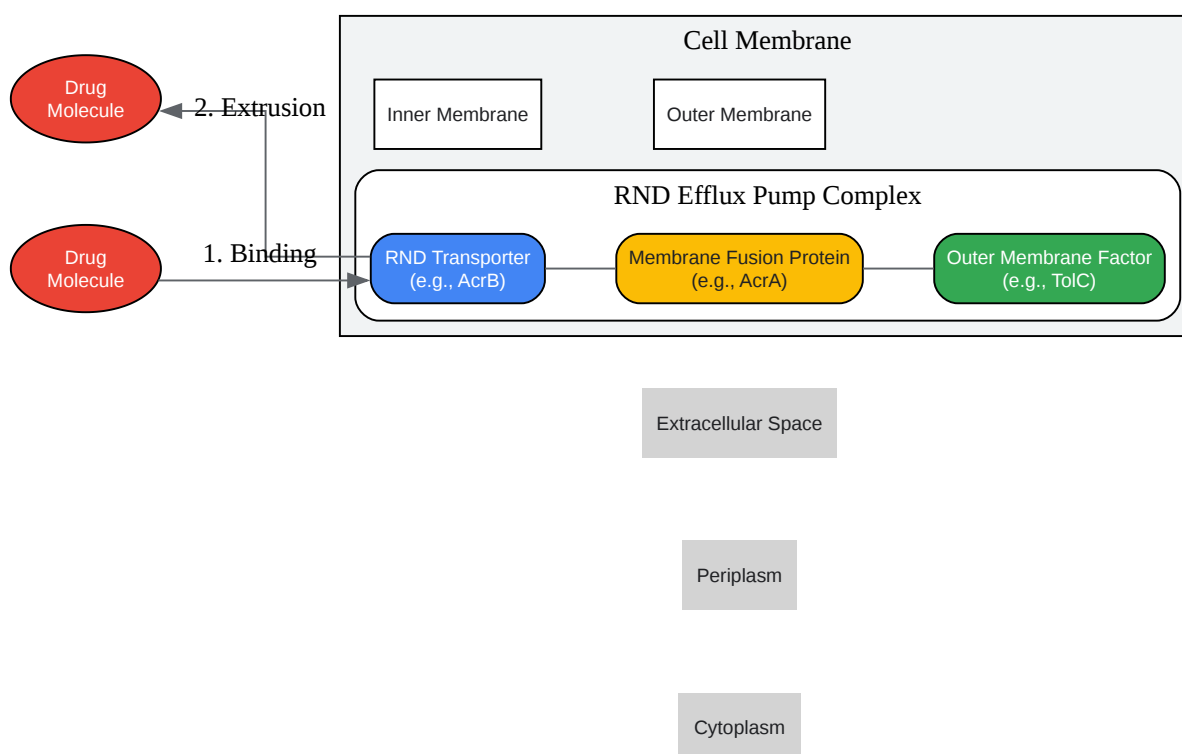 Cell Membrane
Drug
Molecule
2. Extrusion
Inner Membrane
Outer Membrane
RND Efflux Pump Complex
Drug
Molecule
1. Binding
RND Transporter
(e.g., AcrB)
Membrane Fusion Protein
(e.g., AcrA)
Outer Membrane Factor
(e.g., TolC)
Extracellular Space
Periplasm
Cytoplasm